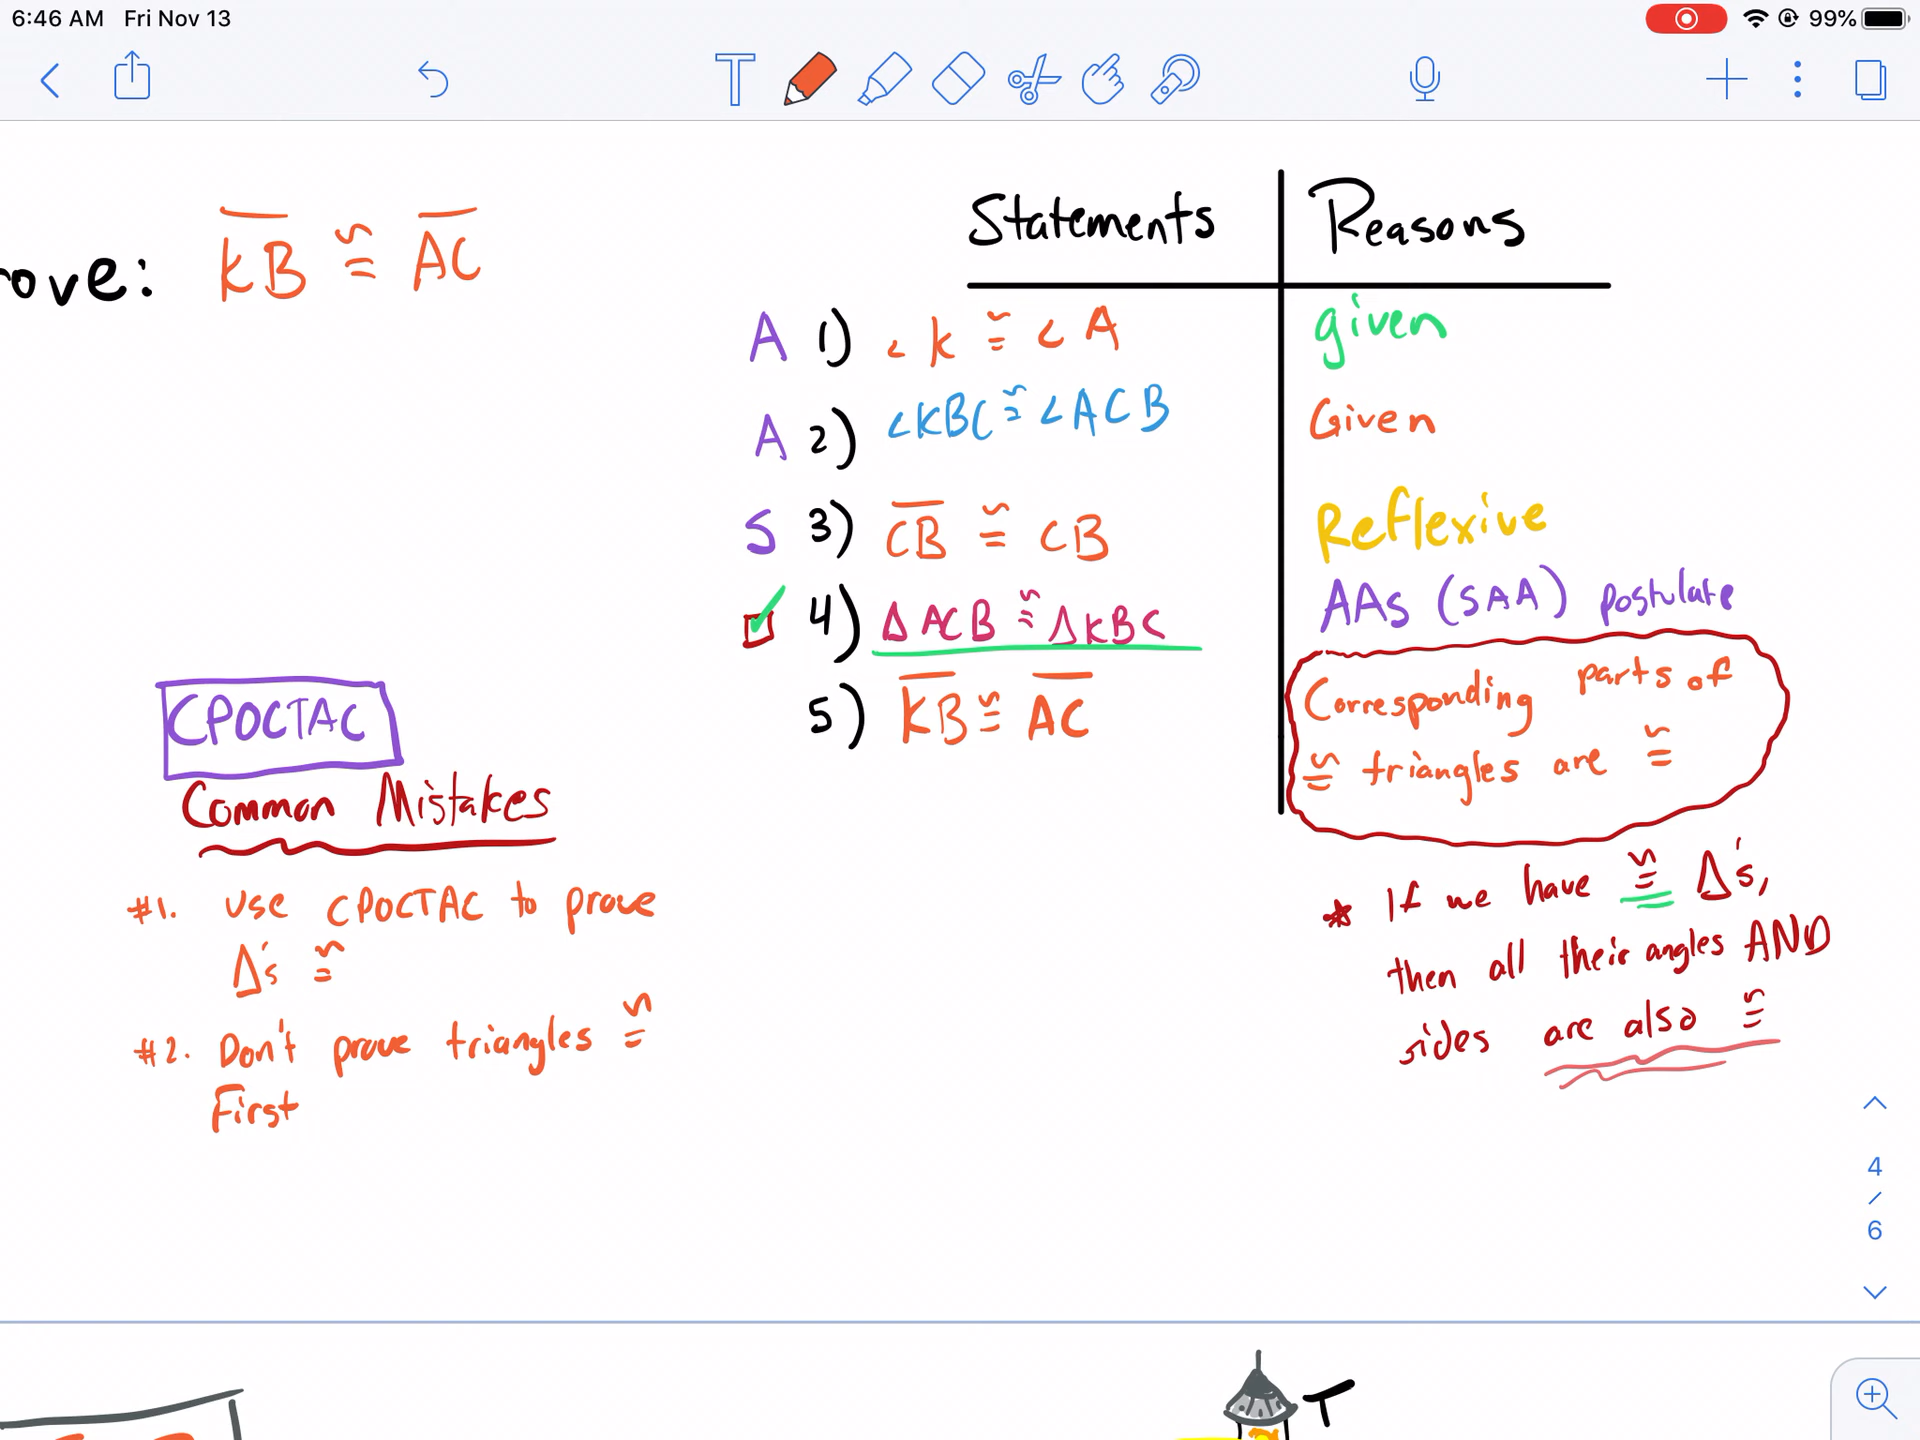 6:46 AM Fri Nov 13
99%
T
ove: KB ≅ AC
Statements Reasons
A 1) ∠K ≅ ∠A given
A 2) ∠KBC ≅ ∠ACB Given
S 3) CB ≅ CB Reflexive
4) ΔACB ≅ ΔKBC AAS (SAA) postulate
5) KB ≅ AC Corresponding parts of
≅ triangles are ≅
CPOCTAC
Common Mistakes
#1. Use CPOCTAC to prove
Δ's ≅
#2. Don't prove triangles ≅
First
* If we have ≅ Δ's,
then all their angles AND
sides are also ≅
4
/
6
T